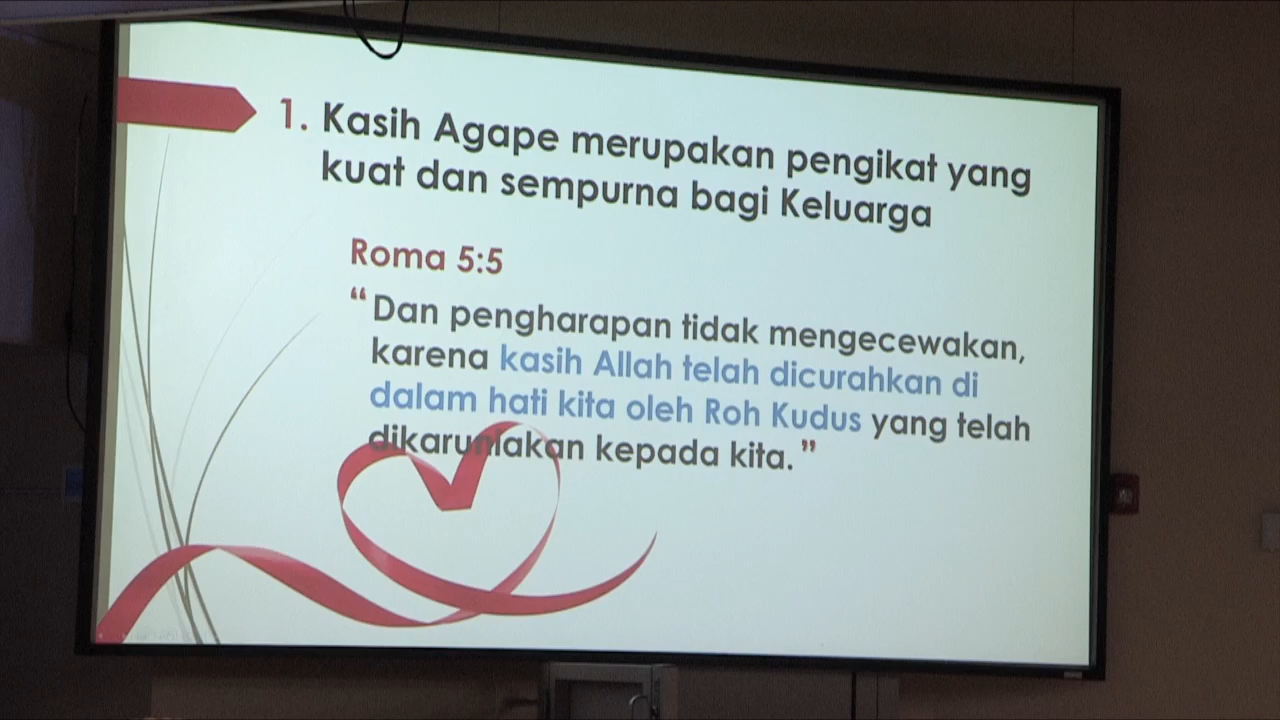 1. Kasih Agape merupakan pengikat yang
kuat dan sempurna bagi Keluarga
Roma 5:5
“Dan pengharapan tidak mengecewakan,
karena kasih Allah telah dicurahkan di
dalam hati kita oleh Roh Kudus yang telah
dikaruniakan kepada kita.”